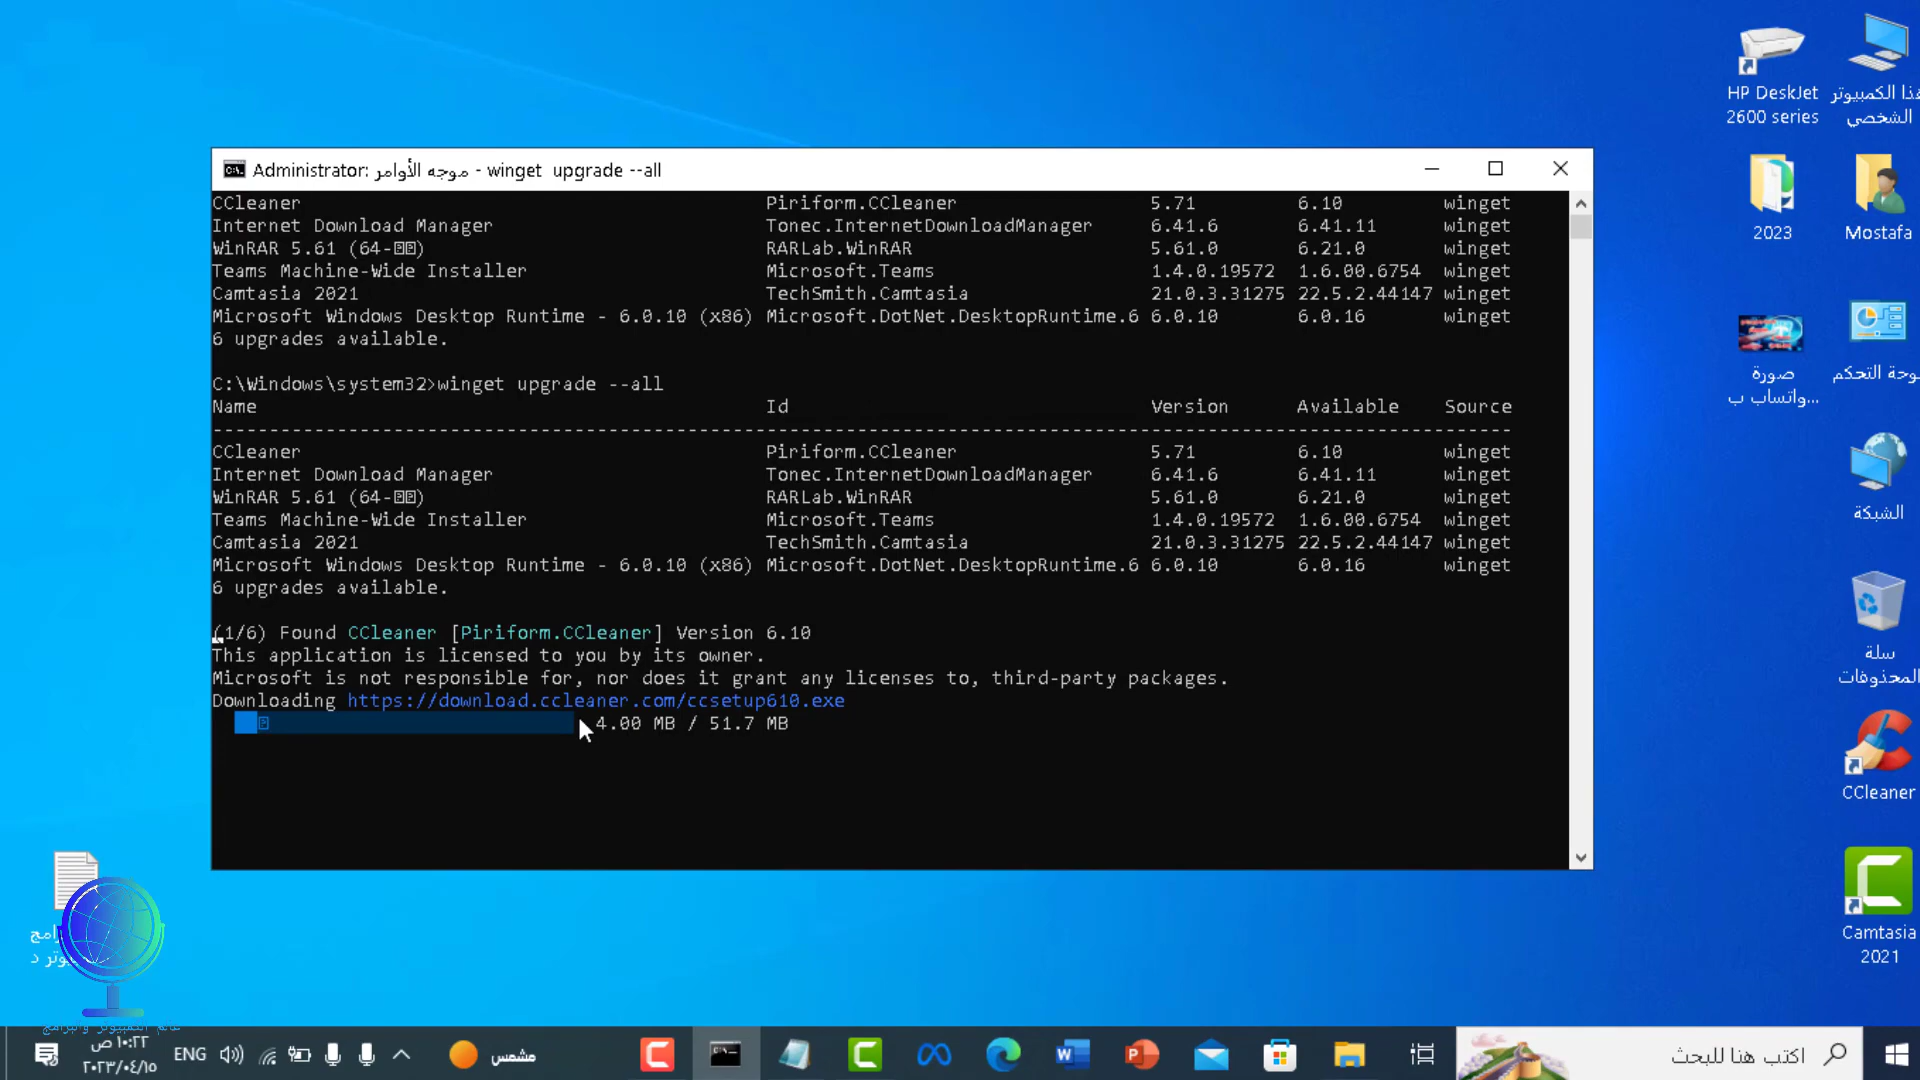 Administrator: موجه الأوامر - winget  upgrade --all
CCleaner Piriform.CCleaner 5.71 6.10 winget
Internet Download Manager Tonec.InternetDownloadManager 6.41.6 6.41.11 winget
WinRAR 5.61 (64-) RARLab.WinRAR 5.61.0 6.21.0 winget
Teams Machine-Wide Installer Microsoft.Teams 1.4.0.19572 1.6.00.6754 winget
Camtasia 2021 TechSmith.Camtasia 21.0.3.31275 22.5.2.44147 winget
Microsoft Windows Desktop Runtime - 6.0.10 (x86) Microsoft.DotNet.DesktopRuntime.6 6.0.10 6.0.16 winget
6 upgrades available.
C:\Windows\system32>winget upgrade --all
Name Id Version Available Source
CCleaner Piriform.CCleaner 5.71 6.10 winget
Internet Download Manager Tonec.InternetDownloadManager 6.41.6 6.41.11 winget
WinRAR 5.61 (64-) RARLab.WinRAR 5.61.0 6.21.0 winget
Teams Machine-Wide Installer Microsoft.Teams 1.4.0.19572 1.6.00.6754 winget
Camtasia 2021 TechSmith.Camtasia 21.0.3.31275 22.5.2.44147 winget
Microsoft Windows Desktop Runtime - 6.0.10 (x86) Microsoft.DotNet.DesktopRuntime.6 6.0.10 6.0.16 winget
6 upgrades available.
(1/6) Found CCleaner [Piriform.CCleaner] Version 6.10
This application is licensed to you by its owner.
Microsoft is not responsible for, nor does it grant any licenses to, third-party packages.
Downloading https://download.ccleaner.com/ccsetup610.exe
4.00 MB / 51.7 MB
هذا الكمبيوتر
الشخصي
HP DeskJet
2600 series
Mostafa
2023
لوحة التحكم
صورة
واتساب ب...
الشبكة
سلة
المحذوفات
CCleaner
Camtasia
2021
عالم الكمبيوتر والبرامج
اكتب هنا للبحث
مشمس
ENG
١٠:٢٢ ص
٢٠٢٣/٠٤/١٥